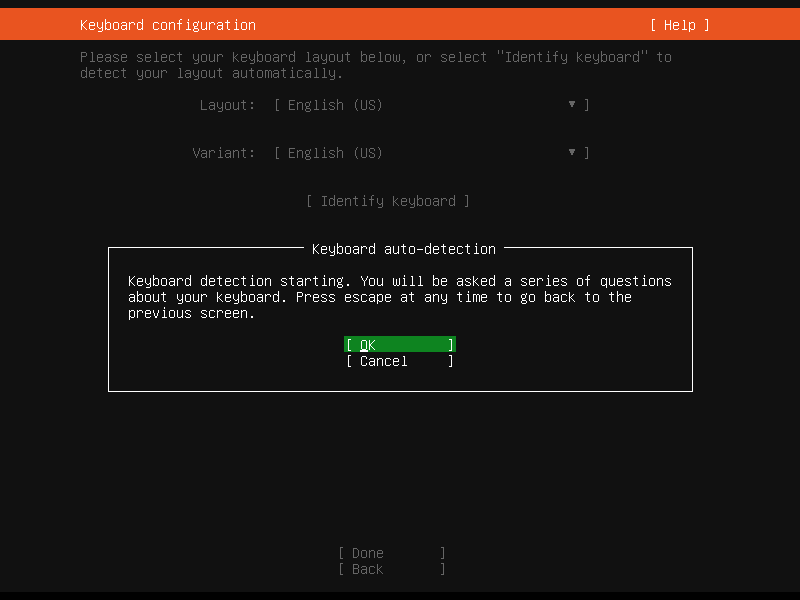 Keyboard configuration [ Help ]
Please select your keyboard layout below, or select "Identify keyboard" to
detect your layout automatically.
Layout: [ English (US) ▾ ]
Variant: [ English (US) ▾ ]
[ Identify keyboard ]
Keyboard auto-detection
Keyboard detection starting. You will be asked a series of questions
about your keyboard. Press escape at any time to go back to the
previous screen.
[ OK ]
[ Cancel ]
[ Done ]
[ Back ]